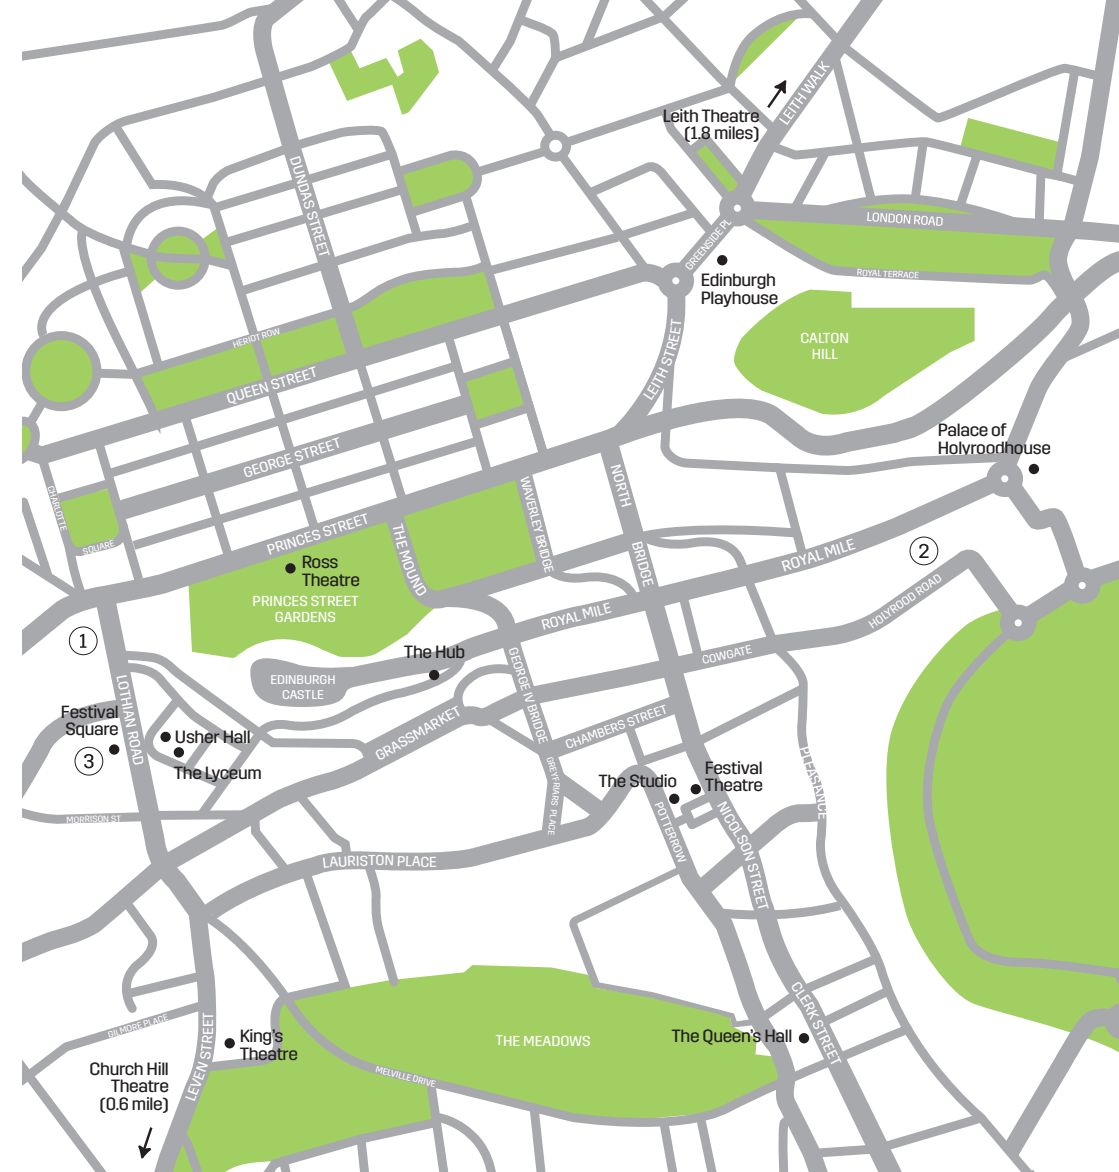 LEITH WALK
Leith Theatre
(1.8 miles)
DUNDAS STREET
LONDON ROAD
GREENSIDE PL
Edinburgh
Playhouse
ROYAL TERRACE
HERIOT ROW
CALTON
HILL
LEITH STREET
QUEEN STREET
GEORGE STREET
Palace of
Holyroodhouse
CHARLOTTE
SQUARE
PRINCES STREET
THE MOUND
WAVERLEY BRIDGE
NORTH
BRIDGE
ROYAL MILE
2
Ross
Theatre
PRINCES STREET
GARDENS
HOLYROOD ROAD
ROYAL MILE
1
The Hub
COWGATE
EDINBURGH
CASTLE
GEORGE IV BRIDGE
LOTHIAN ROAD
Festival
Square
3
Usher Hall
The Lyceum
GRASSMARKET
CHAMBERS STREET
GREYFRIARS PLACE
The Studio
Festival
Theatre
PLEASANCE
MORRISON ST
POTTERROW
NICOLSON STREET
LAURISTON PLACE
GILMORE PLACE
CLERK STREET
King's
Theatre
THE MEADOWS
The Queen's Hall
LEVEN STREET
MELVILLE DRIVE
Church Hill
Theatre
(0.6 mile)